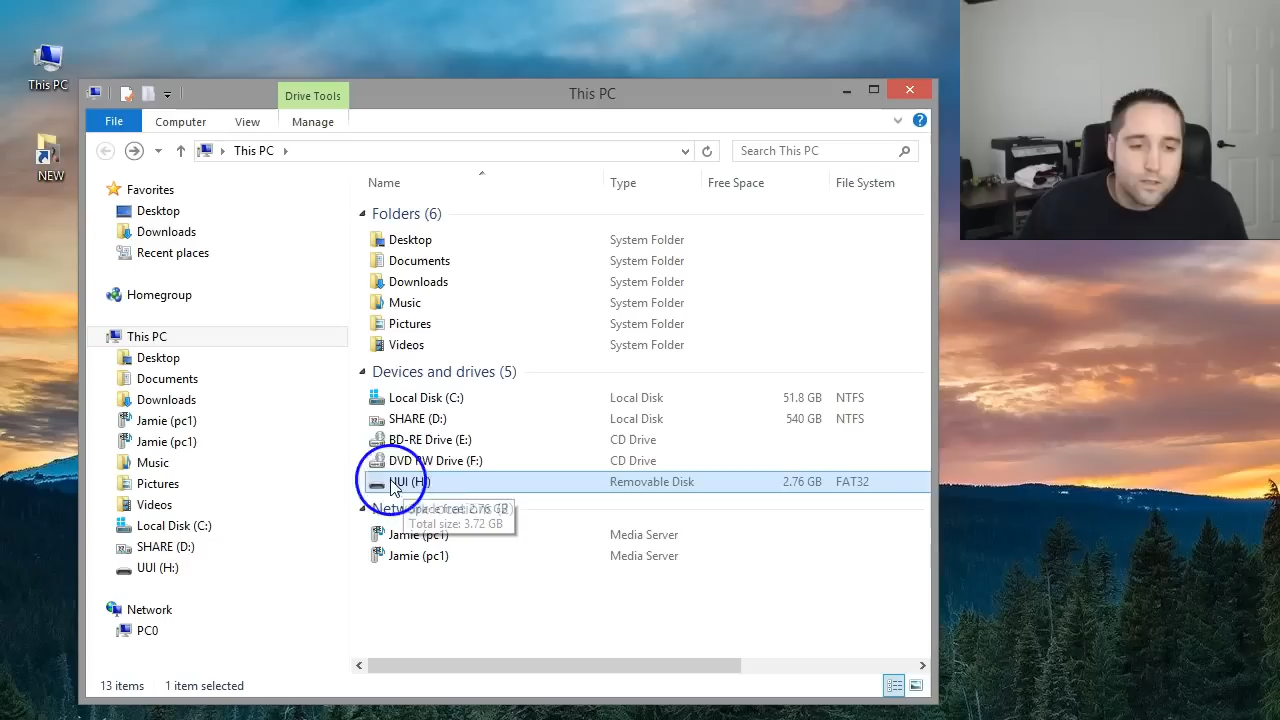 This PC
NEW
Drive Tools
This PC
File
Computer
View
Manage
This PC
Search This PC
Favorites
Desktop
Downloads
Recent places
Homegroup
This PC
Desktop
Documents
Downloads
Jamie (pc1)
Jamie (pc1)
Music
Pictures
Videos
Local Disk (C:)
SHARE (D:)
UUI (H:)
Network
PC0
Name Type Free Space File System
Folders (6)
Desktop System Folder
Documents System Folder
Downloads System Folder
Music System Folder
Pictures System Folder
Videos System Folder
Devices and drives (5)
Local Disk (C:) Local Disk 51.8 GB NTFS
SHARE (D:) Local Disk 540 GB NTFS
BD-RE Drive (E:) CD Drive
DVD RW Drive (F:) CD Drive
UUI (H:) Removable Disk 2.76 GB FAT32
Space free: 2.76 GB
Total size: 3.72 GB
Jamie (pc1) Media Server
Jamie (pc1) Media Server
13 items 1 item selected